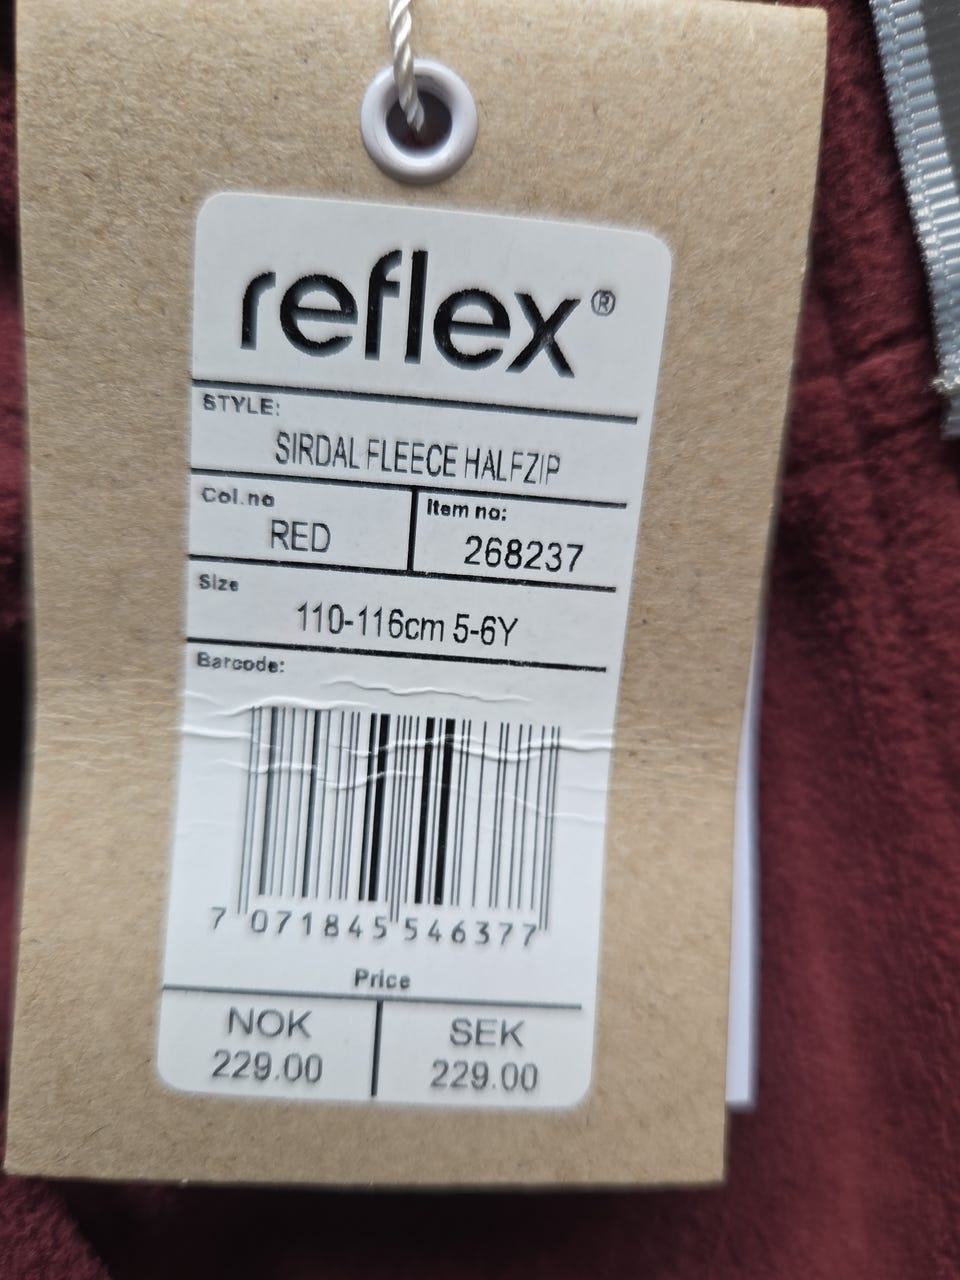 reflex®
STYLE:
SIRDAL FLEECE HALFZIP
Col.no
RED
Item no:
268237
Size
110-116cm 5-6Y
Barcode:
7 071845 546377
Price
NOK
229.00
SEK
229.00